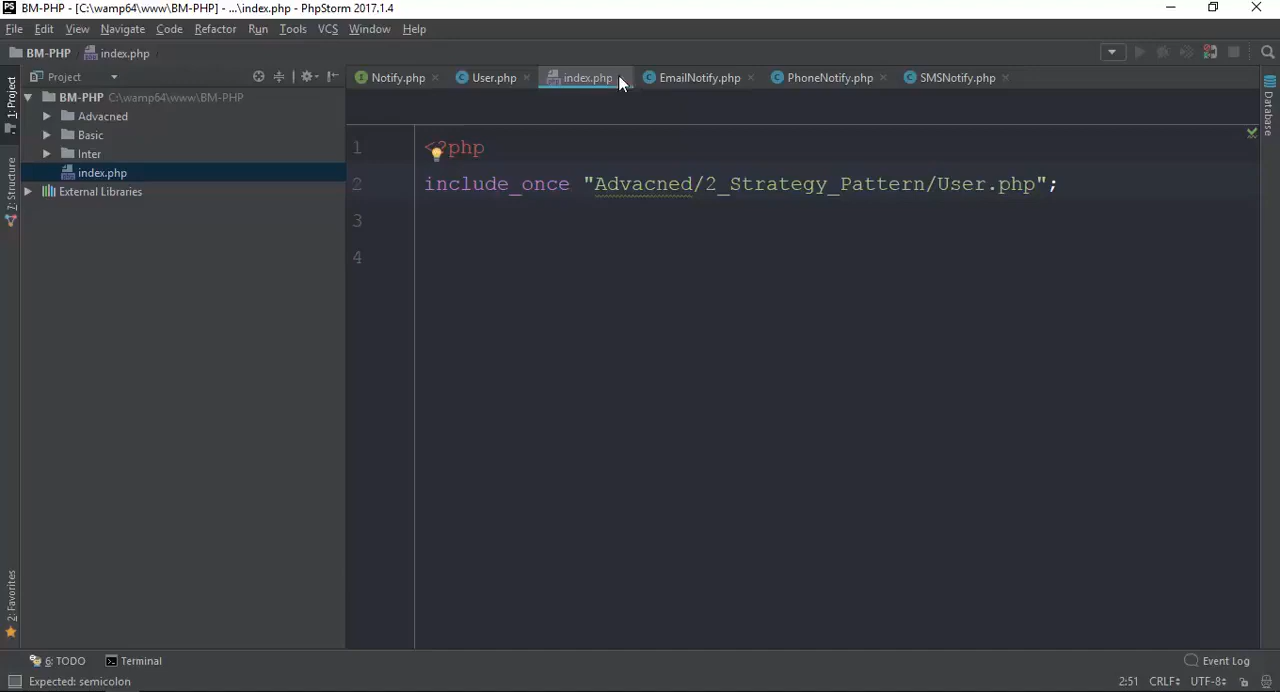 BM-PHP - [C:\wamp64\www\BM-PHP] - ...\index.php - PhpStorm 2017.1.4
File Edit View Navigate Code Refactor Run Tools VCS Window Help
BM-PHP index.php
1: Project
Z: Structure
2: Favorites
Project
BM-PHP C:\wamp64\www\BM-PHP
Advacned
Basic
Inter
index.php
External Libraries
Notify.php User.php index.php EmailNotify.php PhoneNotify.php SMSNotify.php
1 <?php
2 include_once "Advacned/2_Strategy_Pattern/User.php";
3
4
Database
6: TODO Terminal Event Log
Expected: semicolon 2:51 CRLF UTF-8